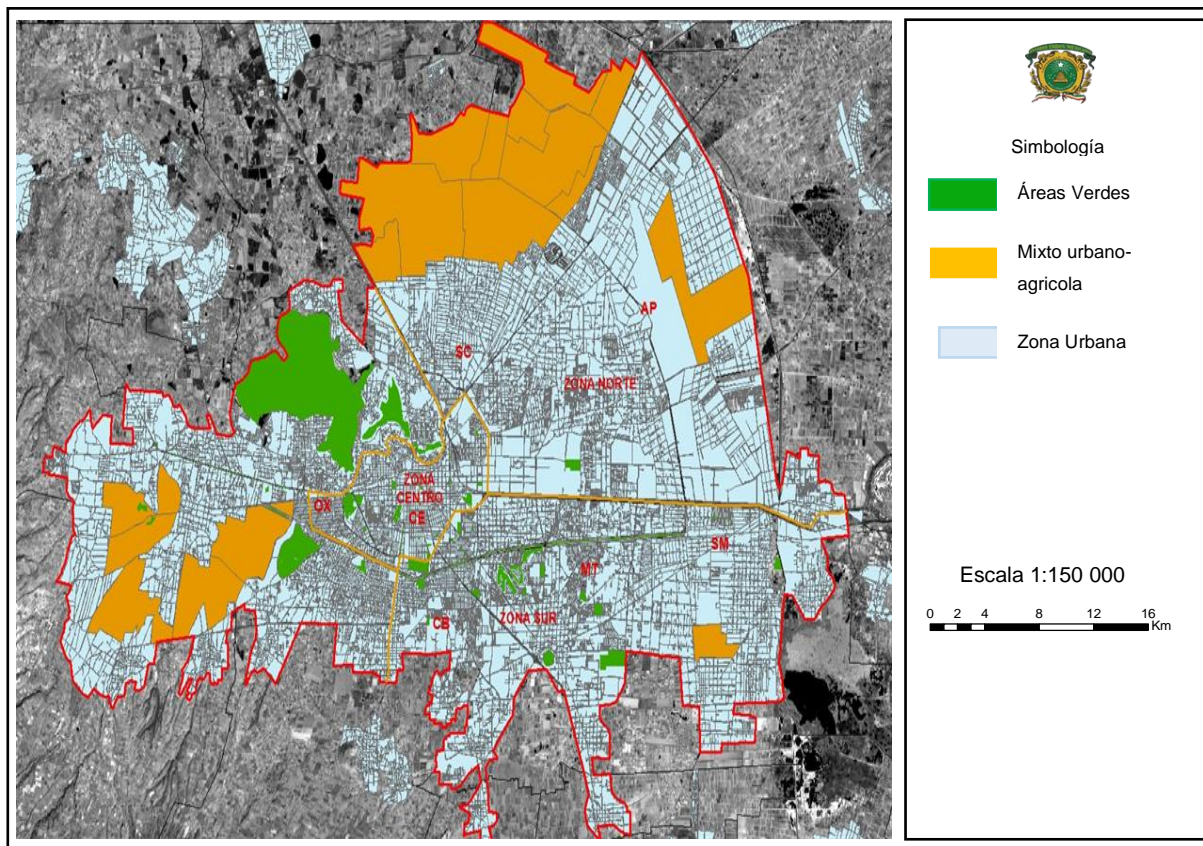 AP
SC
ZONA NORTE
ZONA
CENTRO
CE
OX
SM
MT
ZONA SUR
CB
Simbología
Áreas Verdes
Mixto urbano-
agricola
Zona Urbana
Escala 1:150 000
0 2 4 8 12 16
Km